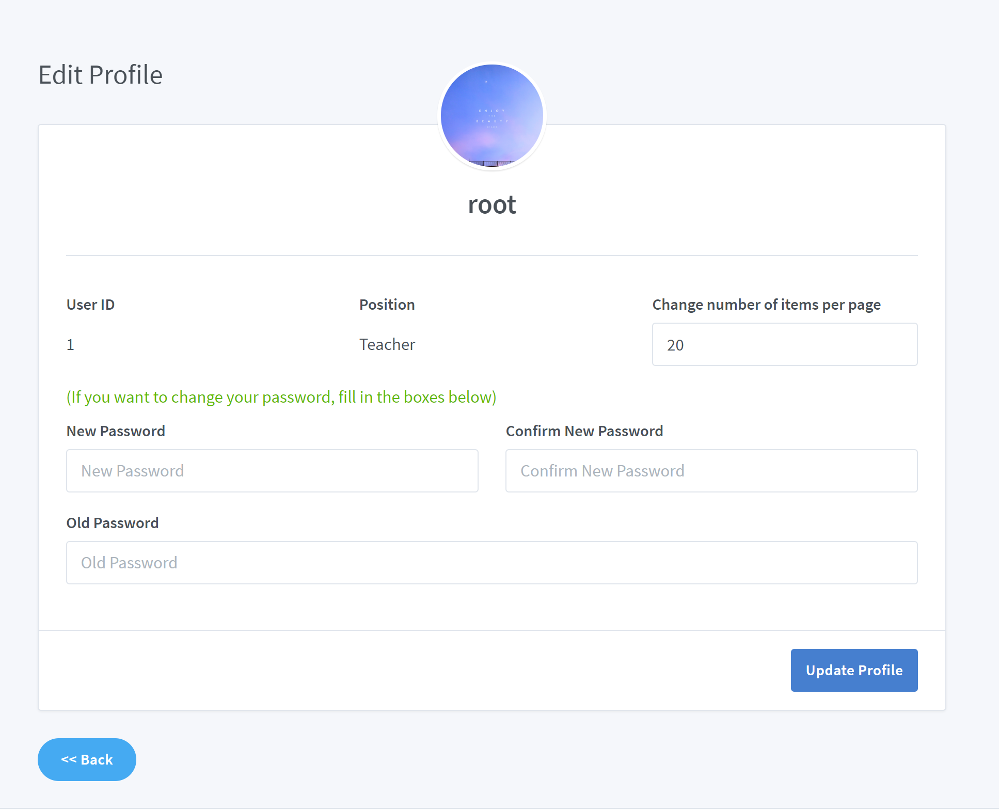 Edit Profile
ENJOY
THE
BEAUTY
root
User ID
Position
Change number of items per page
1
Teacher
20
(If you want to change your password, fill in the boxes below)
New Password
Confirm New Password
New Password
Confirm New Password
Old Password
Old Password
Update Profile
<< Back